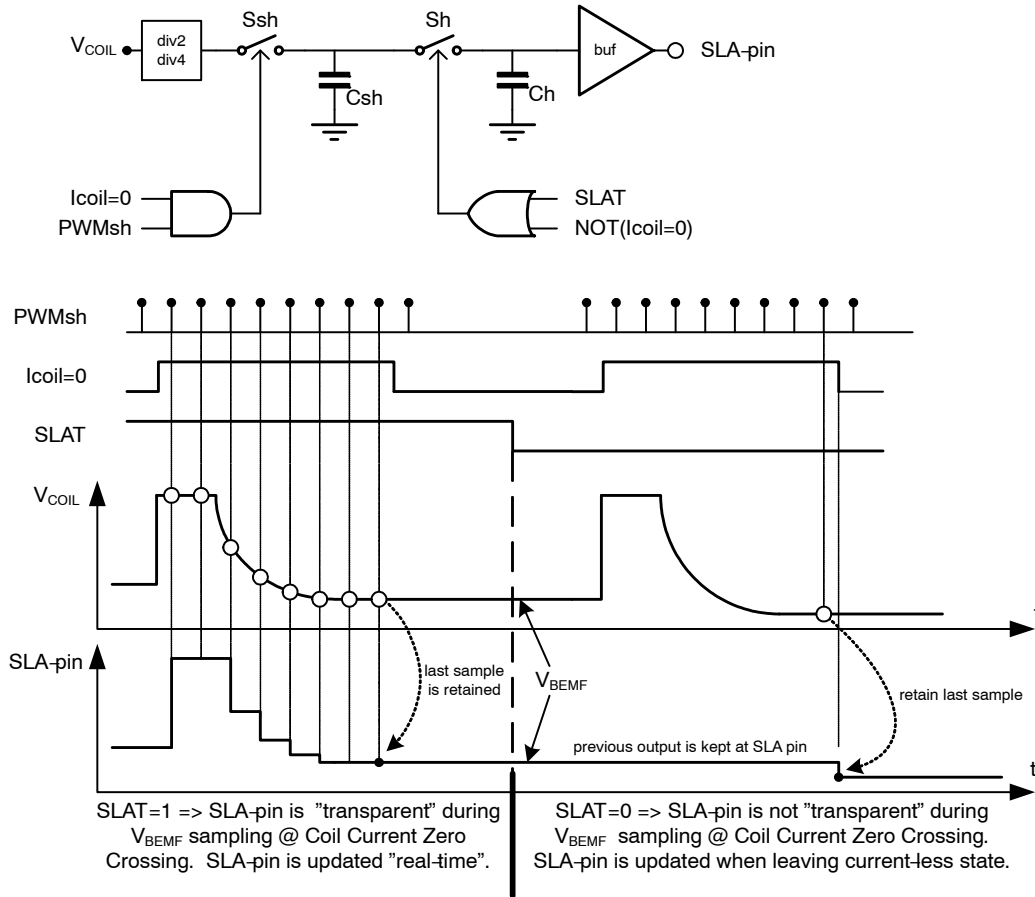 Ssh
Sh
V_COIL
div2
div4
buf
SLA-pin
Csh
Ch
Icoil=0
PWMsh
SLAT
NOT(Icoil=0)
PWMsh
Icoil=0
SLAT
V_COIL
t
SLA-pin
last sample
is retained
V_BEMF
retain last sample
previous output is kept at SLA pin
t
SLAT=1 => SLA-pin is "transparent" during
V_BEMF sampling @ Coil Current Zero
Crossing. SLA-pin is updated "real-time".
SLAT=0 => SLA-pin is not "transparent" during
V_BEMF sampling @ Coil Current Zero Crossing.
SLA-pin is updated when leaving current-less state.